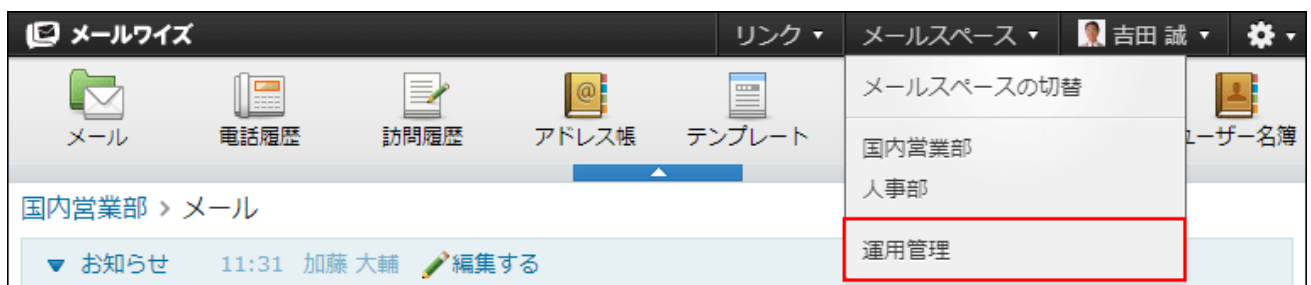 メールワイズ リンク ▼ メールスペース ▼ 吉田 誠 ▼
メール 電話履歴 訪問履歴 アドレス帳 テンプレート ーザー名簿
メールスペースの切替
国内営業部
人事部
運用管理
国内営業部 > メール
▼ お知らせ 11:31 加藤 大輔 編集する